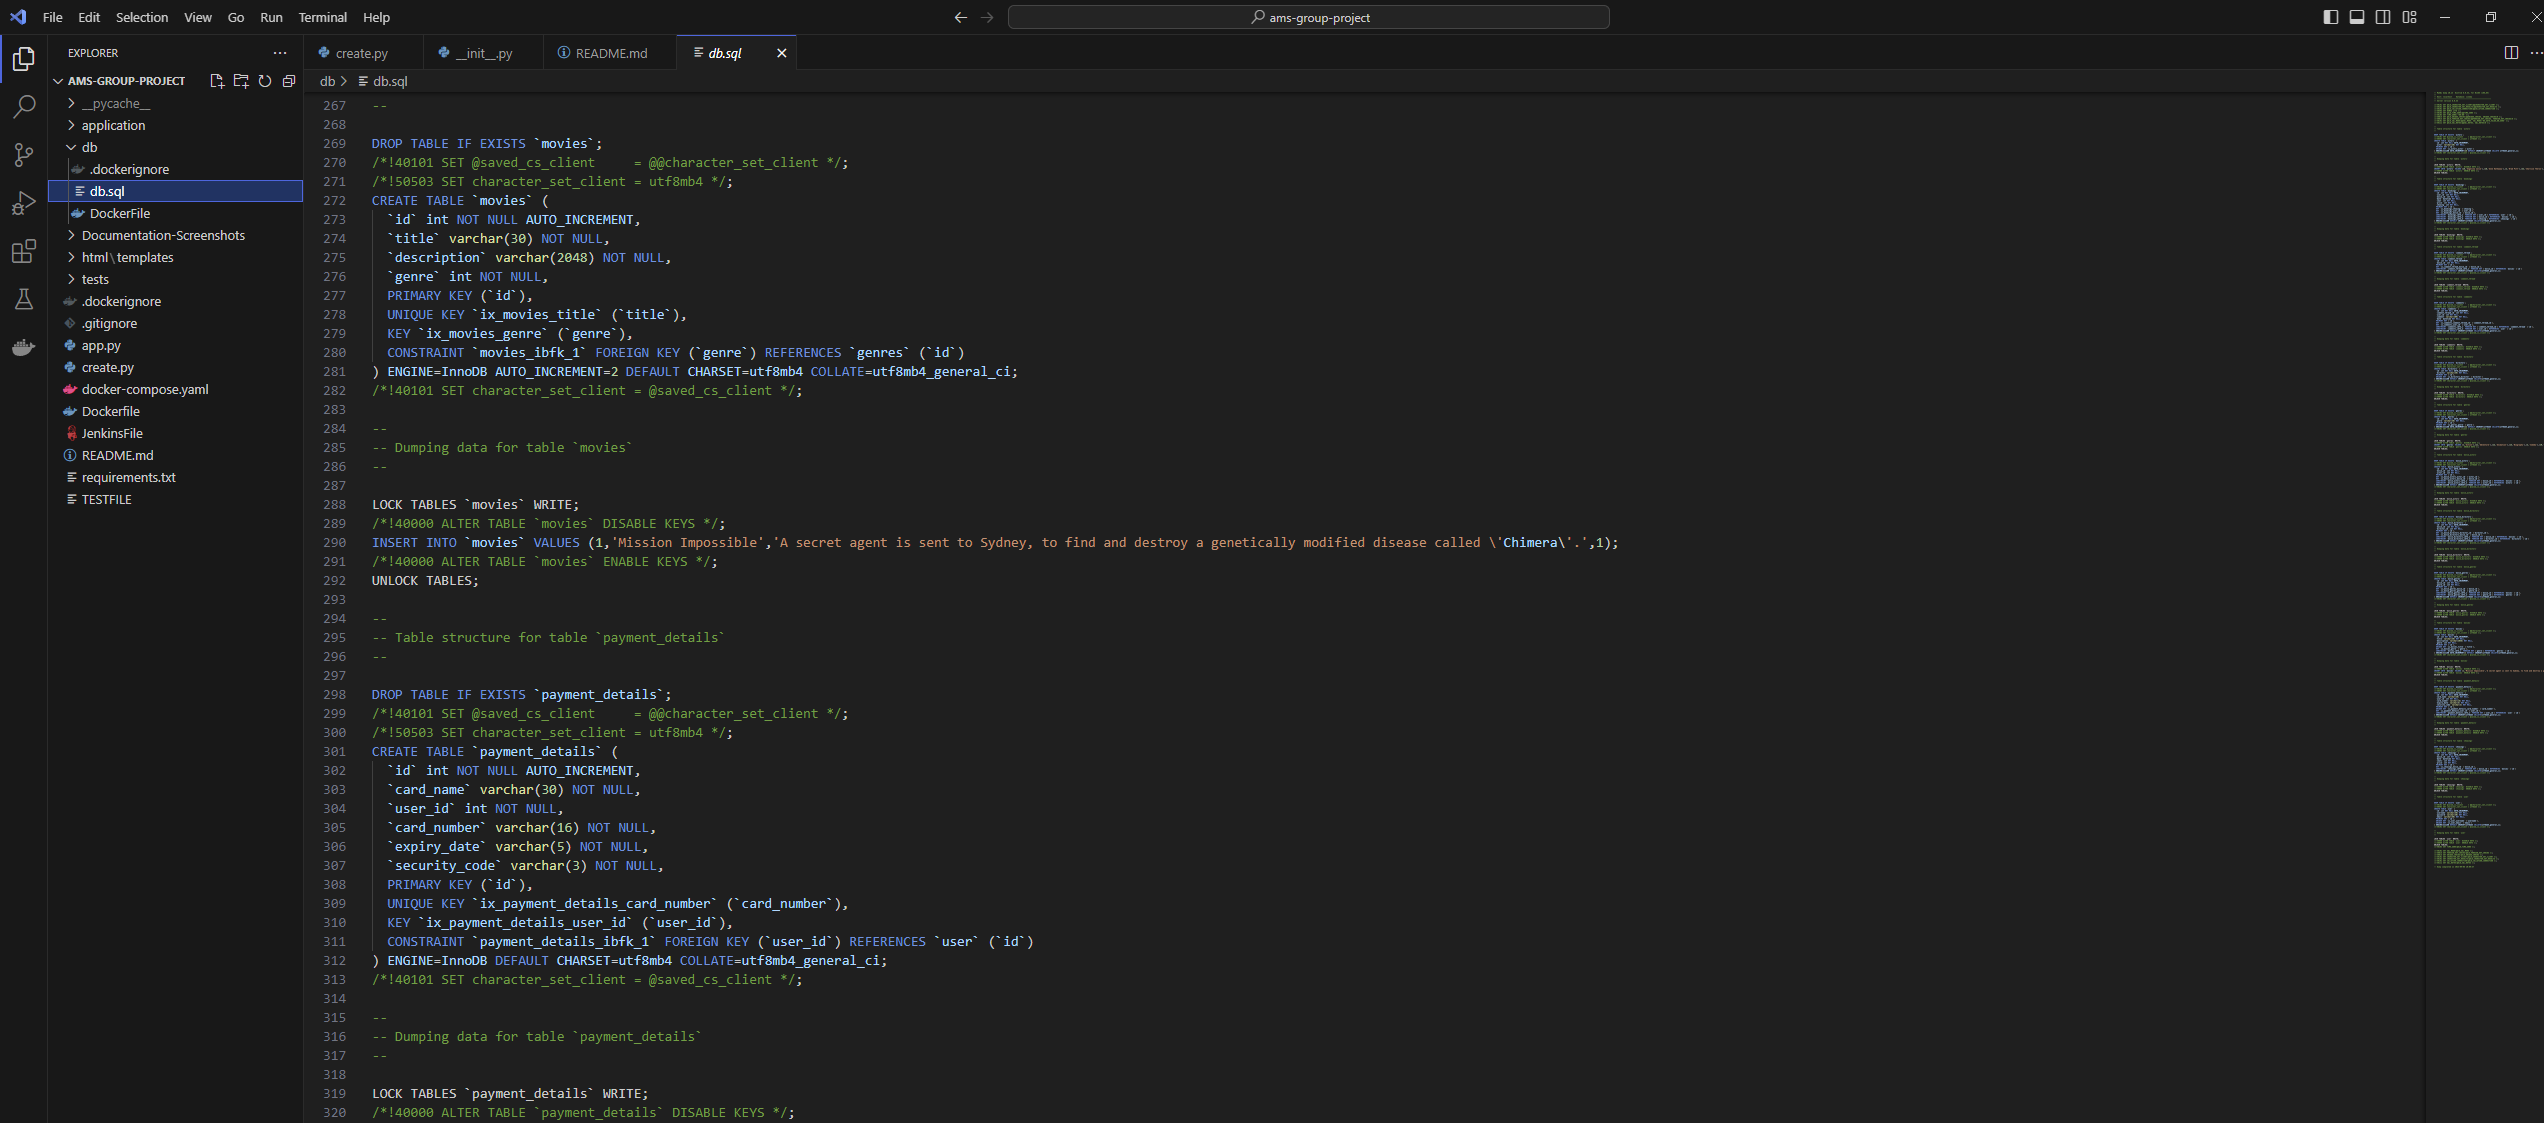 File Edit Selection View Go Run Terminal Help
ams-group-project
EXPLORER
AMS-GROUP-PROJECT
__pycache__
application
db
.dockerignore
db.sql
DockerFile
Documentation-Screenshots
html\templates
tests
.dockerignore
.gitignore
app.py
create.py
docker-compose.yaml
Dockerfile
JenkinsFile
README.md
requirements.txt
TESTFILE
create.py __init__.py README.md db.sql
db > db.sql
267 --
268
269 DROP TABLE IF EXISTS `movies`;
270 /*!40101 SET @saved_cs_client     = @@character_set_client */;
271 /*!50503 SET character_set_client = utf8mb4 */;
272 CREATE TABLE `movies` (
273   `id` int NOT NULL AUTO_INCREMENT,
274   `title` varchar(30) NOT NULL,
275   `description` varchar(2048) NOT NULL,
276   `genre` int NOT NULL,
277   PRIMARY KEY (`id`),
278   UNIQUE KEY `ix_movies_title` (`title`),
279   KEY `ix_movies_genre` (`genre`),
280   CONSTRAINT `movies_ibfk_1` FOREIGN KEY (`genre`) REFERENCES `genres` (`id`)
281 ) ENGINE=InnoDB AUTO_INCREMENT=2 DEFAULT CHARSET=utf8mb4 COLLATE=utf8mb4_general_ci;
282 /*!40101 SET character_set_client = @saved_cs_client */;
283
284 --
285 -- Dumping data for table `movies`
286 --
287
288 LOCK TABLES `movies` WRITE;
289 /*!40000 ALTER TABLE `movies` DISABLE KEYS */;
290 INSERT INTO `movies` VALUES (1,'Mission Impossible','A secret agent is sent to Sydney, to find and destroy a genetically modified disease called \'Chimera\'.',1);
291 /*!40000 ALTER TABLE `movies` ENABLE KEYS */;
292 UNLOCK TABLES;
293
294 --
295 -- Table structure for table `payment_details`
296 --
297
298 DROP TABLE IF EXISTS `payment_details`;
299 /*!40101 SET @saved_cs_client     = @@character_set_client */;
300 /*!50503 SET character_set_client = utf8mb4 */;
301 CREATE TABLE `payment_details` (
302   `id` int NOT NULL AUTO_INCREMENT,
303   `card_name` varchar(30) NOT NULL,
304   `user_id` int NOT NULL,
305   `card_number` varchar(16) NOT NULL,
306   `expiry_date` varchar(5) NOT NULL,
307   `security_code` varchar(3) NOT NULL,
308   PRIMARY KEY (`id`),
309   UNIQUE KEY `ix_payment_details_card_number` (`card_number`),
310   KEY `ix_payment_details_user_id` (`user_id`),
311   CONSTRAINT `payment_details_ibfk_1` FOREIGN KEY (`user_id`) REFERENCES `user` (`id`)
312 ) ENGINE=InnoDB DEFAULT CHARSET=utf8mb4 COLLATE=utf8mb4_general_ci;
313 /*!40101 SET character_set_client = @saved_cs_client */;
314
315 --
316 -- Dumping data for table `payment_details`
317 --
318
319 LOCK TABLES `payment_details` WRITE;
320 /*!40000 ALTER TABLE `payment_details` DISABLE KEYS */;